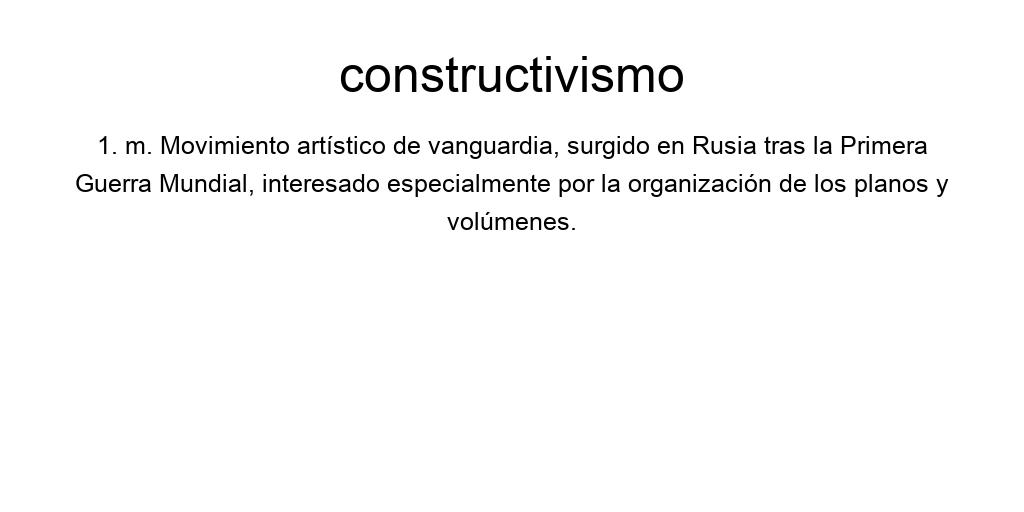 constructivismo
1. m. Movimiento artístico de vanguardia, surgido en Rusia tras la Primera
Guerra Mundial, interesado especialmente por la organización de los planos y
volúmenes.